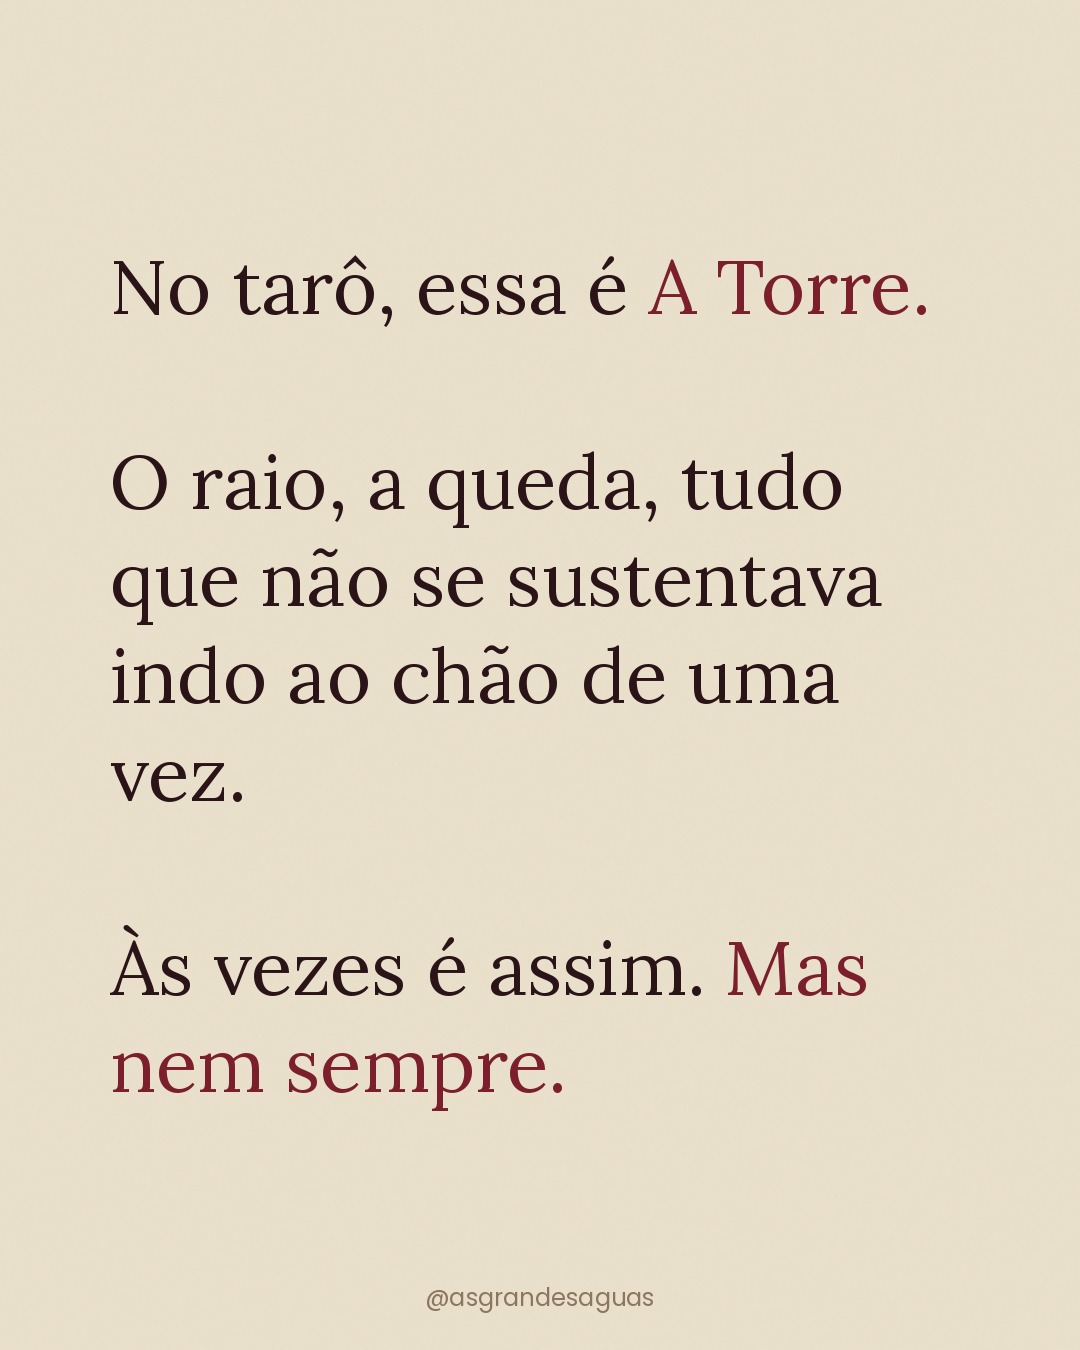 No tarô, essa é A Torre.
O raio, a queda, tudo
que não se sustentava
indo ao chão de uma
vez.
Às vezes é assim. Mas
nem sempre.
@asgrandesaguas